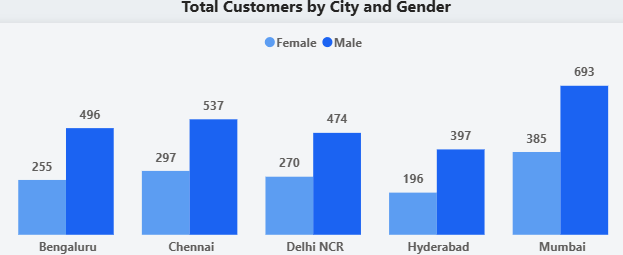 Total Customers by City and Gender
Female Male
255 496 297 537 270 474 196 397 385 693
Bengaluru Chennai Delhi NCR Hyderabad Mumbai